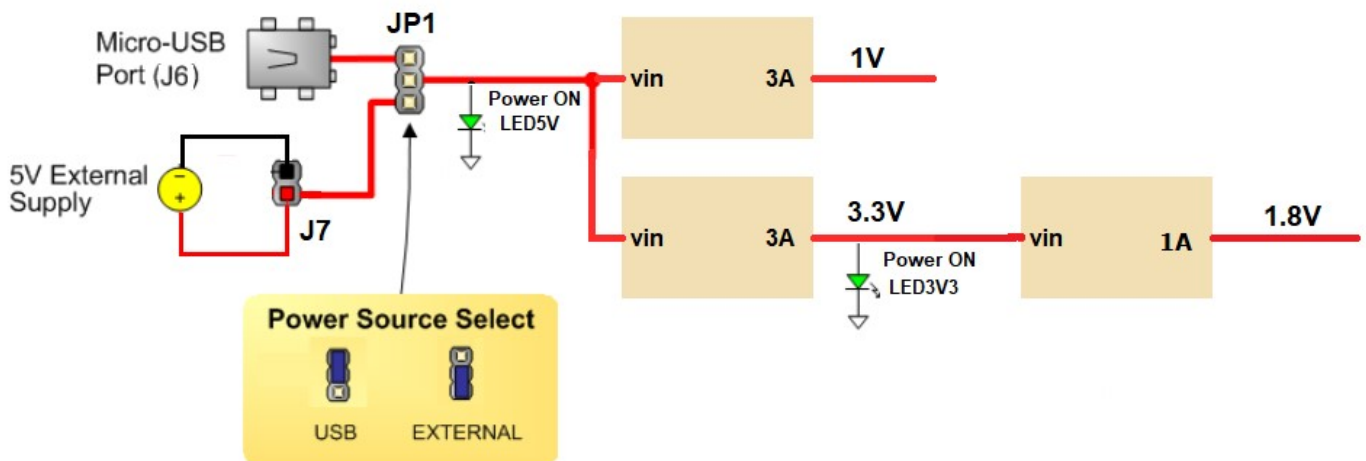 JP1
Micro-USB
Port (J6)
1V
vin
3A
Power ON
LED5V
5V External
Supply
J7
3.3V
1.8V
vin
3A
vin
1A
Power ON
LED3V3
Power Source Select
USB
EXTERNAL